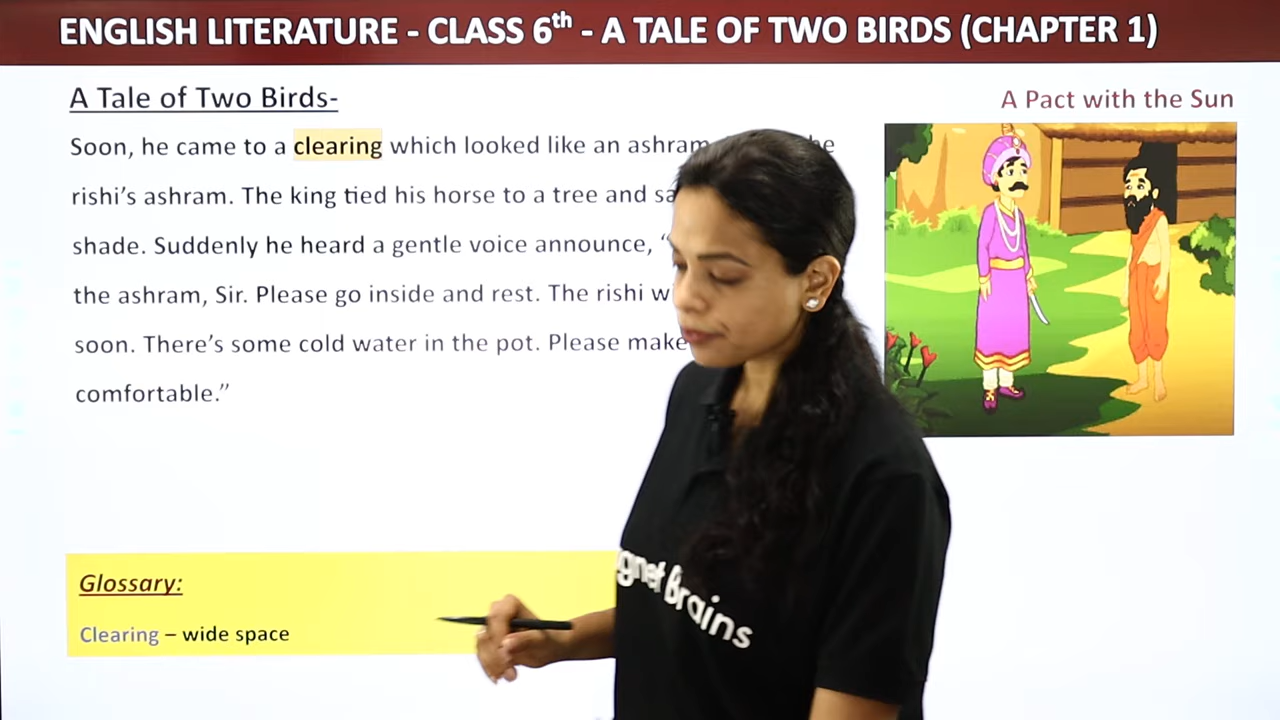 ENGLISH LITERATURE - CLASS 6th - A TALE OF TWO BIRDS (CHAPTER 1)
A Tale of Two Birds-
A Pact with the Sun
Soon, he came to a clearing which looked like an ashram
rishi's ashram. The king tied his horse to a tree and
shade. Suddenly he heard a gentle voice announce, "
the ashram, Sir. Please go inside and rest. The rishi
soon. There's some cold water in the pot. Please make
comfortable."
Glossary:
Clearing – wide space
Brains